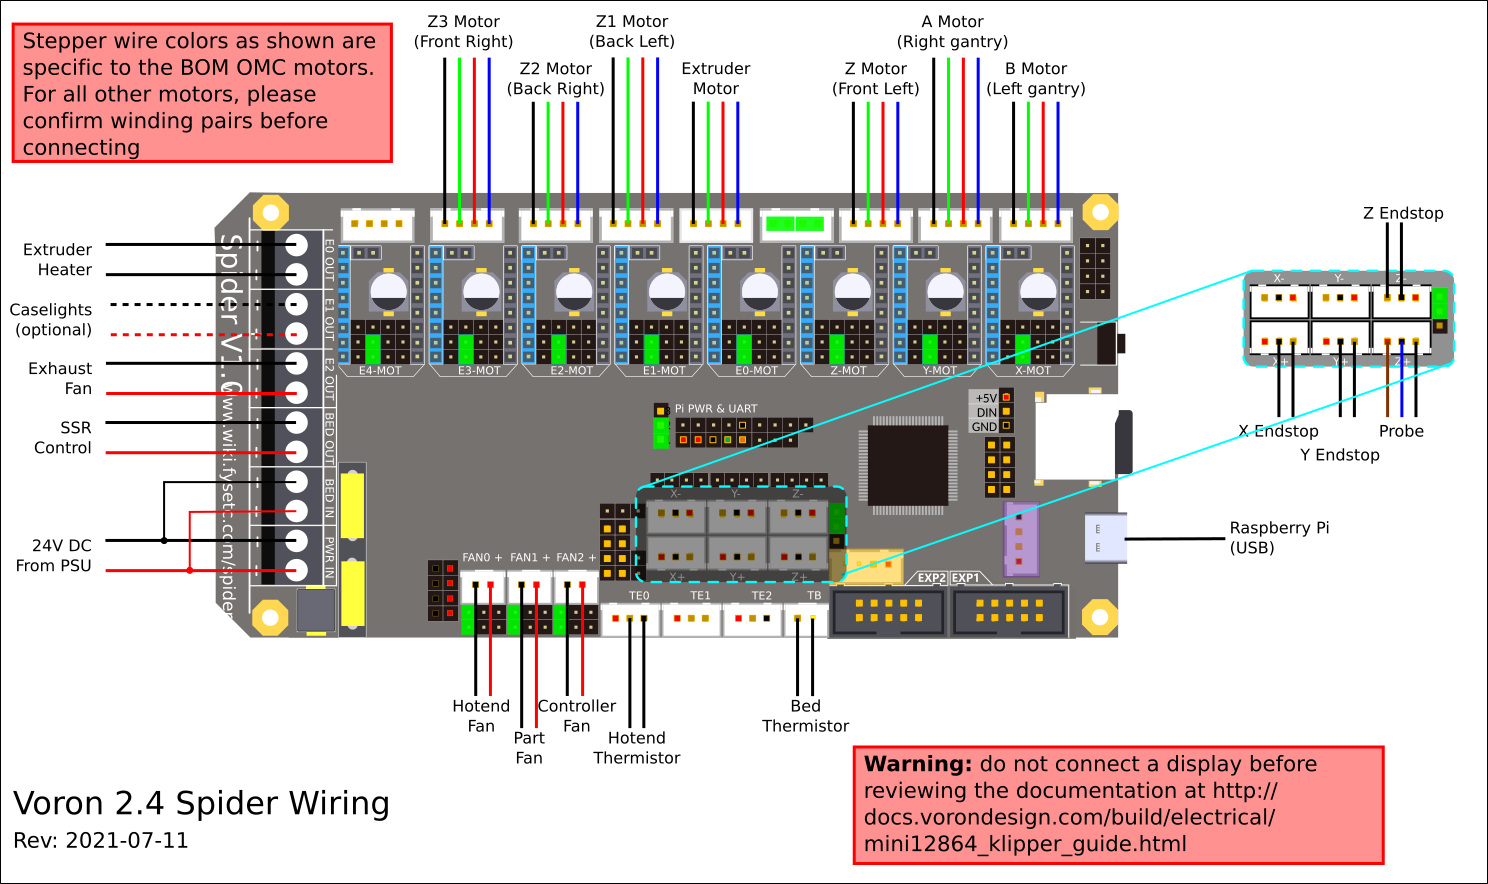 Stepper wire colors as shown are
specific to the BOM OMC motors.
For all other motors, please
confirm winding pairs before
connecting
Z3 Motor
(Front Right)
Z2 Motor
(Back Right)
Z1 Motor
(Back Left)
Extruder
Motor
Z Motor
(Front Left)
A Motor
(Right gantry)
B Motor
(Left gantry)
Extruder
Heater
Caselights
(optional)
Exhaust
Fan
SSR
Control
24V DC
From PSU
Spider V1.0
www.wiki.fysetc.com/spider
E0 OUT
E1 OUT
E2 OUT
BED OUT
BED IN
PWR IN
E4-MOT
E3-MOT
E2-MOT
E1-MOT
E0-MOT
Z-MOT
Y-MOT
X-MOT
Pi PWR & UART
+5V
DIN
GND
X-
Y-
Z-
X+
Y+
Z+
FAN0 +
FAN1 +
FAN2 +
TE0
TE1
TE2
TB
EXP2
EXP1
Z Endstop
X-
Y-
Z-
X+
Y+
Z+
X Endstop
Y Endstop
Probe
Raspberry Pi
(USB)
Hotend
Fan
Part
Fan
Controller
Fan
Hotend
Thermistor
Bed
Thermistor
Voron 2.4 Spider Wiring
Rev: 2021-07-11
Warning: do not connect a display before
reviewing the documentation at http://
docs.vorondesign.com/build/electrical/
mini12864_klipper_guide.html